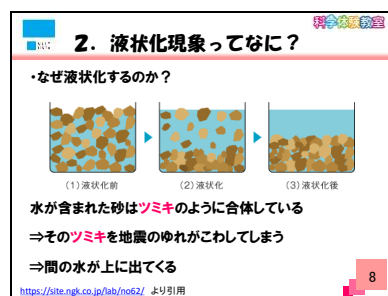 科学体験教室
2．液状化現象ってなに？
・なぜ液状化するのか？
(1)液状化前
(2)液状化
(3)液状化後
水が含まれた砂はツミキのように合体している
⇒そのツミキを地震のゆれがこわしてしまう
⇒間の水が上に出てくる
8
https://site.ngk.co.jp/lab/no62/ より引用